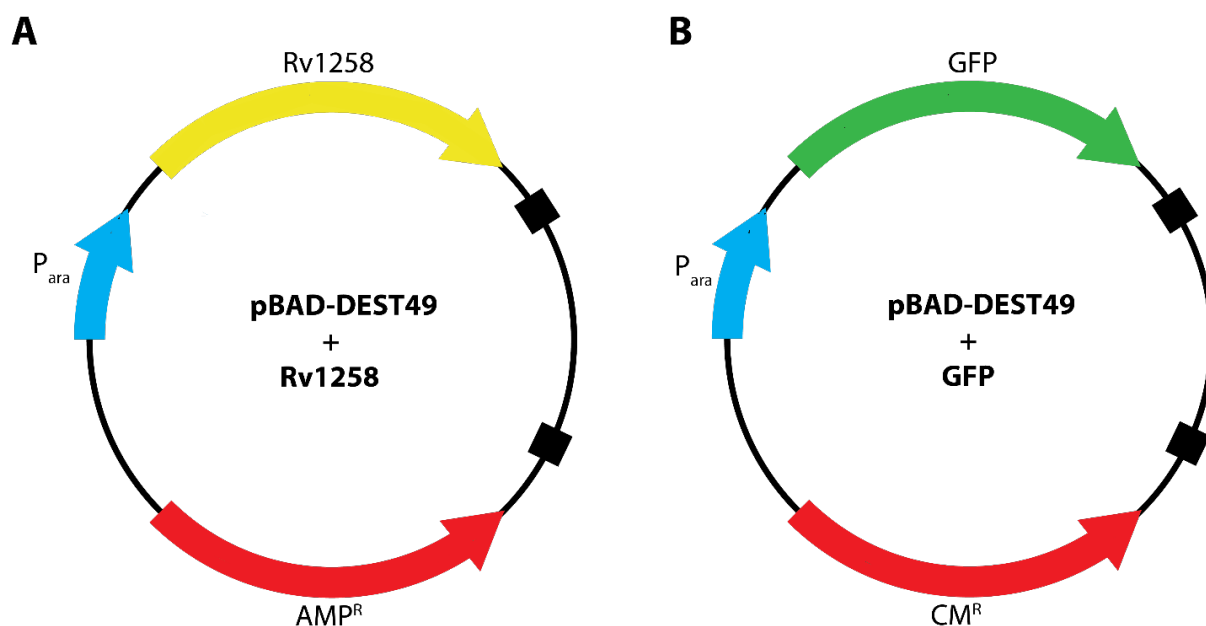 A
Rv1258
P ara
pBAD-DEST49
+
Rv1258
AMP^R
B
GFP
P ara
pBAD-DEST49
+
GFP
CM^R